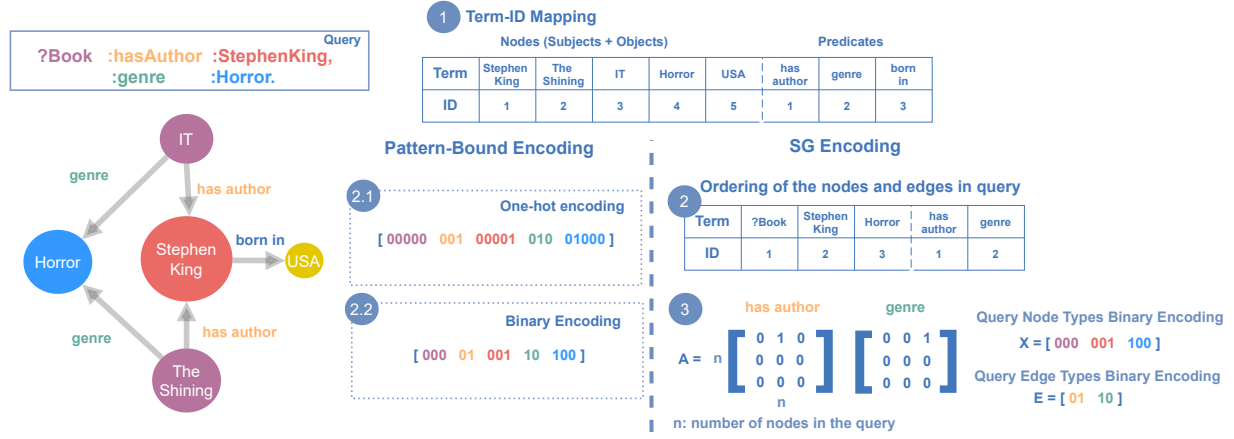 Query
?Book :hasAuthor :StephenKing,
:genre :Horror.
IT
genre
has author
Horror
Stephen
King
born in
USA
genre
has author
The
Shining
1 Term-ID Mapping
Nodes (Subjects + Objects) Predicates
Term Stephen King The Shining IT Horror USA has author genre born in
ID 1 2 3 4 5 1 2 3
Pattern-Bound Encoding
2.1
One-hot encoding
[ 00000 001 00001 010 01000 ]
2.2
Binary Encoding
[ 000 01 001 10 100 ]
SG Encoding
2 Ordering of the nodes and edges in query
Term ?Book Stephen King Horror has author genre
ID 1 2 3 1 2
3
has author genre
A = n
[ 0 1 0 ] [ 0 0 1 ]
[ 0 0 0 ] [ 0 0 0 ]
[ 0 0 0 ] [ 0 0 0 ]
n
n: number of nodes in the query
Query Node Types Binary Encoding
X = [ 000 001 100 ]
Query Edge Types Binary Encoding
E = [ 01 10 ]